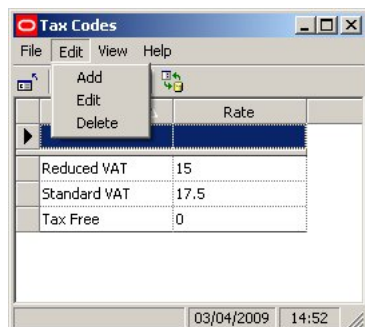 Tax Codes
File Edit View Help
Add
Edit
Delete
Rate
Reduced VAT 15
Standard VAT 17.5
Tax Free 0
03/04/2009 14:52